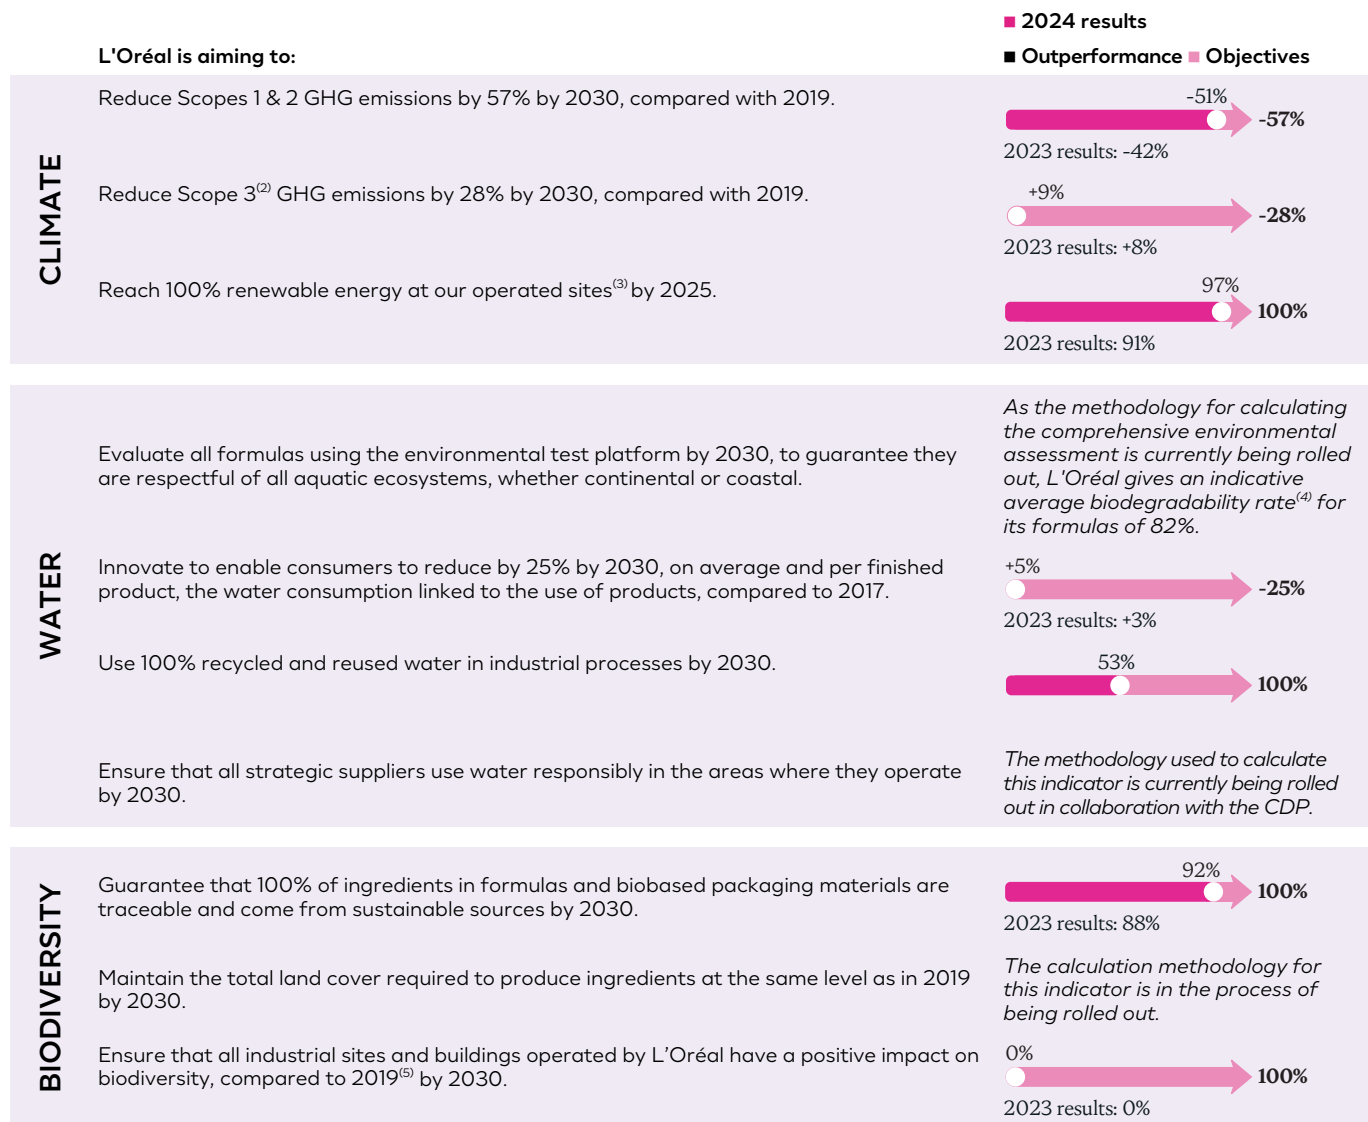 ■ 2024 results
L'Oréal is aiming to:
■ Outperformance ■ Objectives
CLIMATE
Reduce Scopes 1 & 2 GHG emissions by 57% by 2030, compared with 2019.
-51%
-57%
2023 results: -42%
Reduce Scope 3(2) GHG emissions by 28% by 2030, compared with 2019.
+9%
-28%
2023 results: +8%
Reach 100% renewable energy at our operated sites(3) by 2025.
97%
100%
2023 results: 91%
WATER
Evaluate all formulas using the environmental test platform by 2030, to guarantee they
are respectful of all aquatic ecosystems, whether continental or coastal.
As the methodology for calculating
the comprehensive environmental
assessment is currently being rolled
out, L'Oréal gives an indicative
average biodegradability rate(4) for
its formulas of 82%.
Innovate to enable consumers to reduce by 25% by 2030, on average and per finished
product, the water consumption linked to the use of products, compared to 2017.
+5%
-25%
2023 results: +3%
Use 100% recycled and reused water in industrial processes by 2030.
53%
100%
Ensure that all strategic suppliers use water responsibly in the areas where they operate
by 2030.
The methodology used to calculate
this indicator is currently being rolled
out in collaboration with the CDP.
BIODIVERSITY
Guarantee that 100% of ingredients in formulas and biobased packaging materials are
traceable and come from sustainable sources by 2030.
92%
100%
2023 results: 88%
Maintain the total land cover required to produce ingredients at the same level as in 2019
by 2030.
The calculation methodology for
this indicator is in the process of
being rolled out.
Ensure that all industrial sites and buildings operated by L’Oréal have a positive impact on
biodiversity, compared to 2019(5) by 2030.
0%
100%
2023 results: 0%